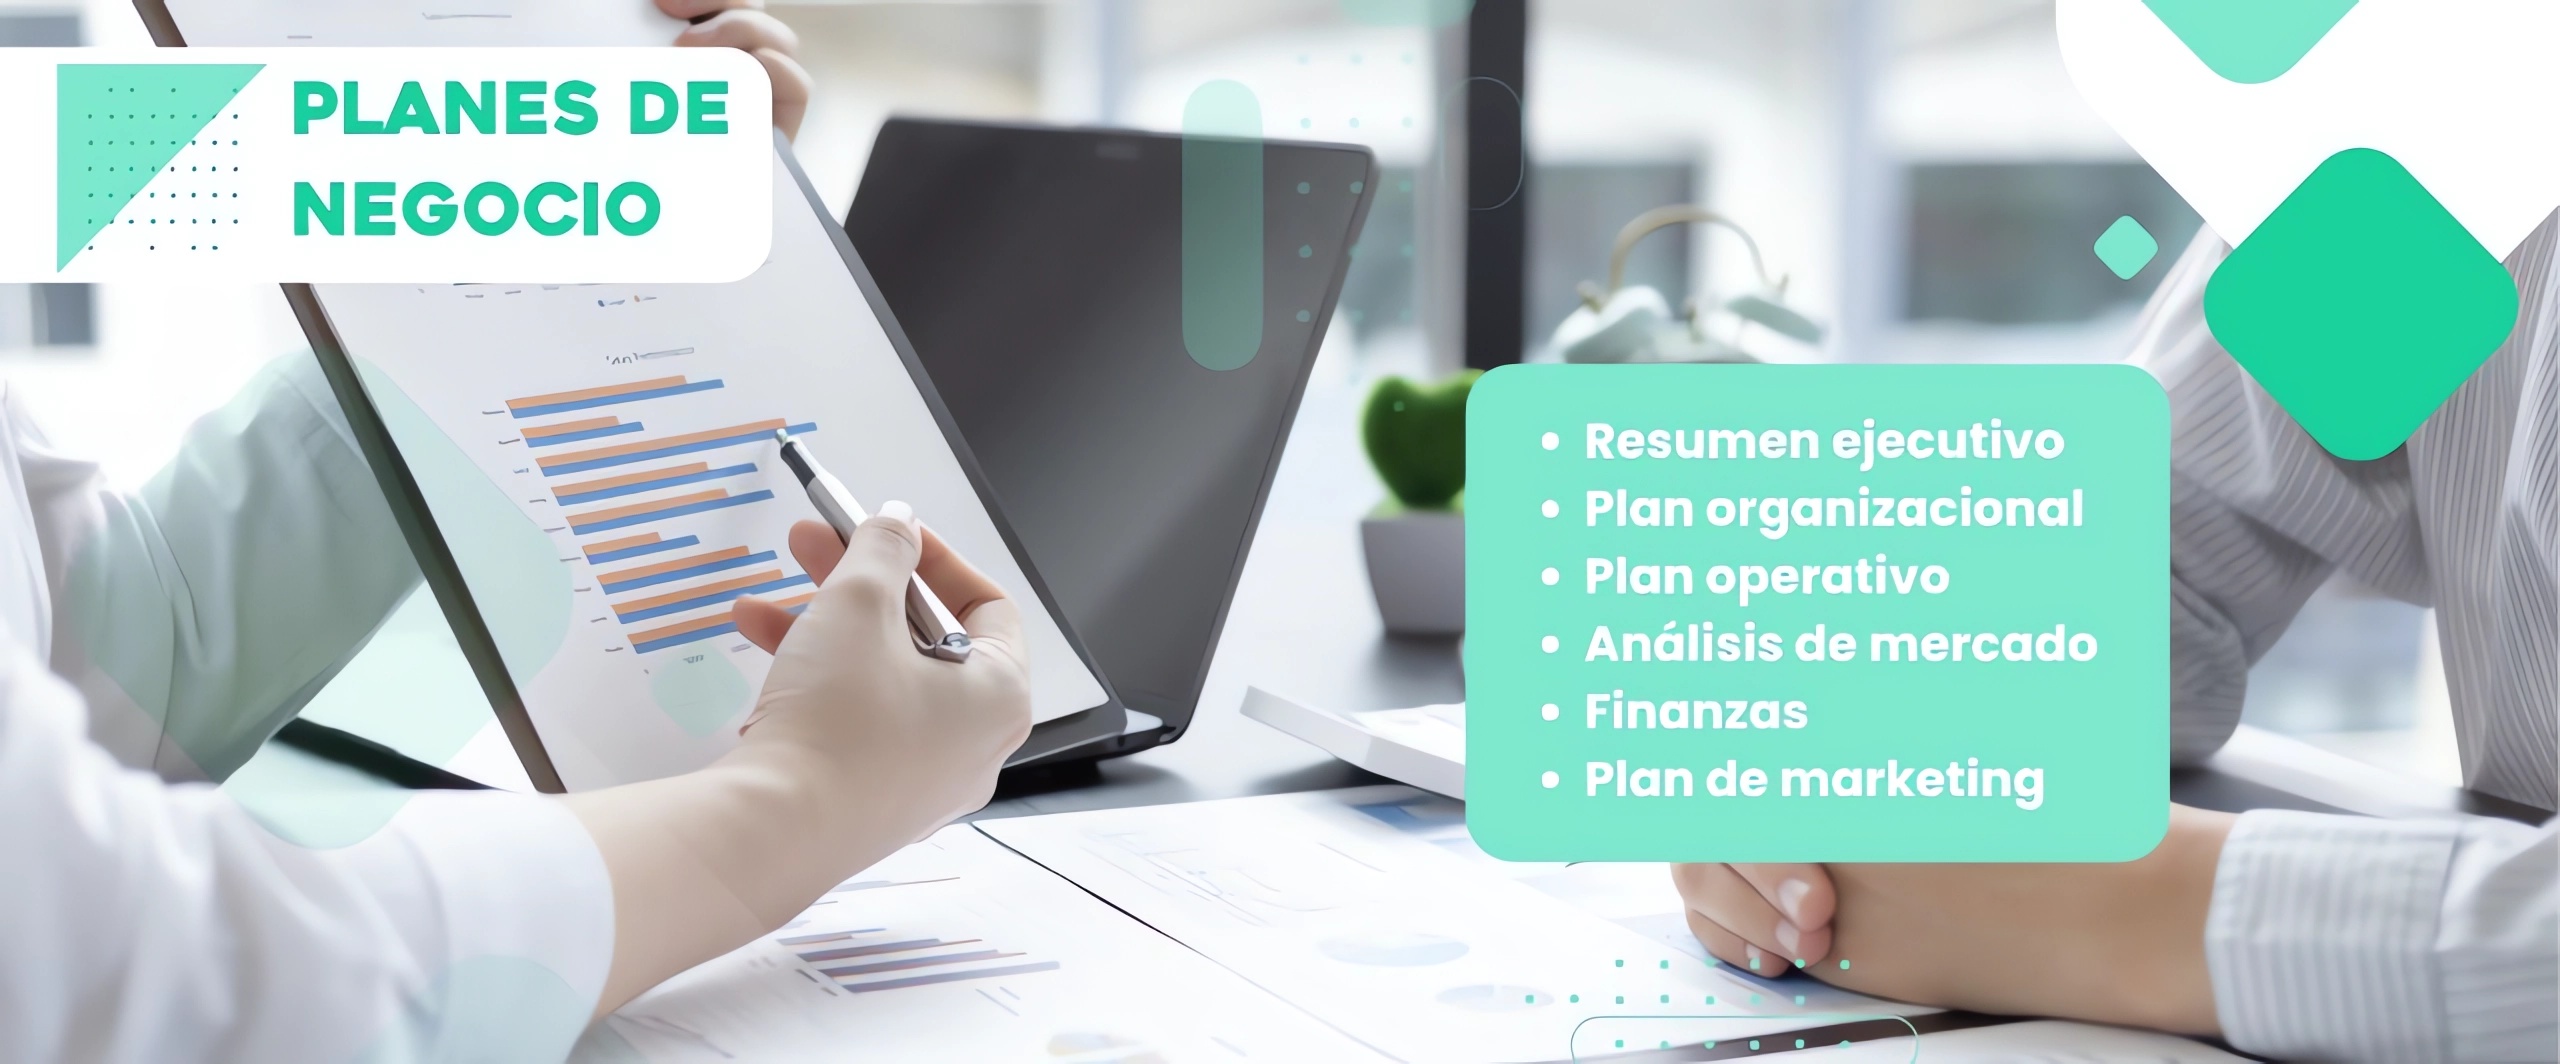 PLANES DE
NEGOCIO
• Resumen ejecutivo
• Plan organizacional
• Plan operativo
• Análisis de mercado
• Finanzas
• Plan de marketing